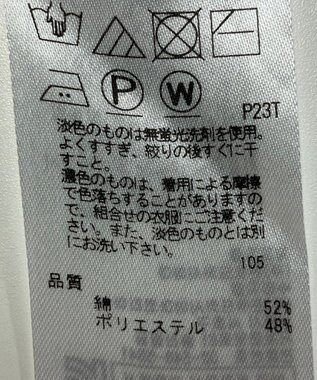 P
W
P23T
淡色のものは無蛍光洗剤を使用。
よくすすぎ、絞りの後すぐに干
すこと。
濃色のものは、着用による摩擦
で色落ちすることがありますの
で、組合せの衣服にご注意くだ
さい。また、淡色のものとは別
にお洗い下さい。
105
品質
綿 52%
ポリエステル 48%